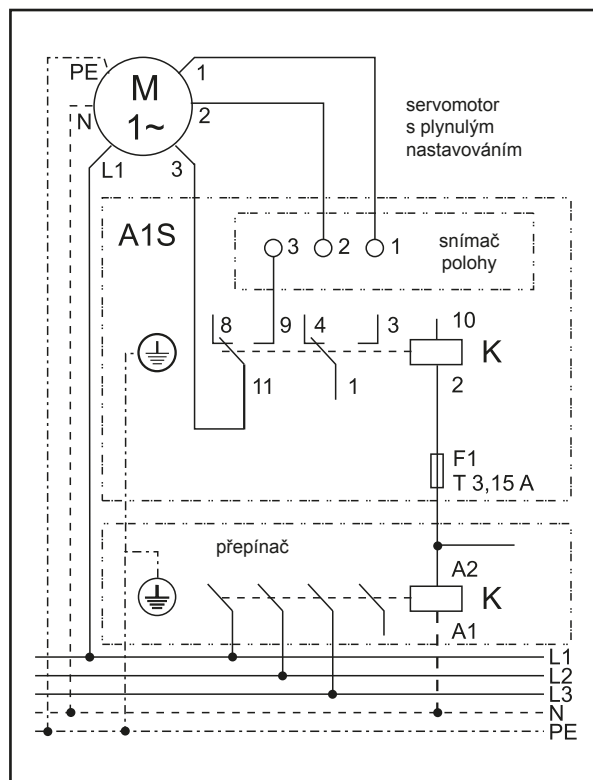 PE
1
M
1~
N
2
L1
3
servomotor
s plynulým
nastavováním
A1S
3
2
1
snímač
polohy
8
9
4
3
10
K
11
1
2
F1
T 3,15 A
přepínač
A2
K
A1
L1
L2
L3
N
PE